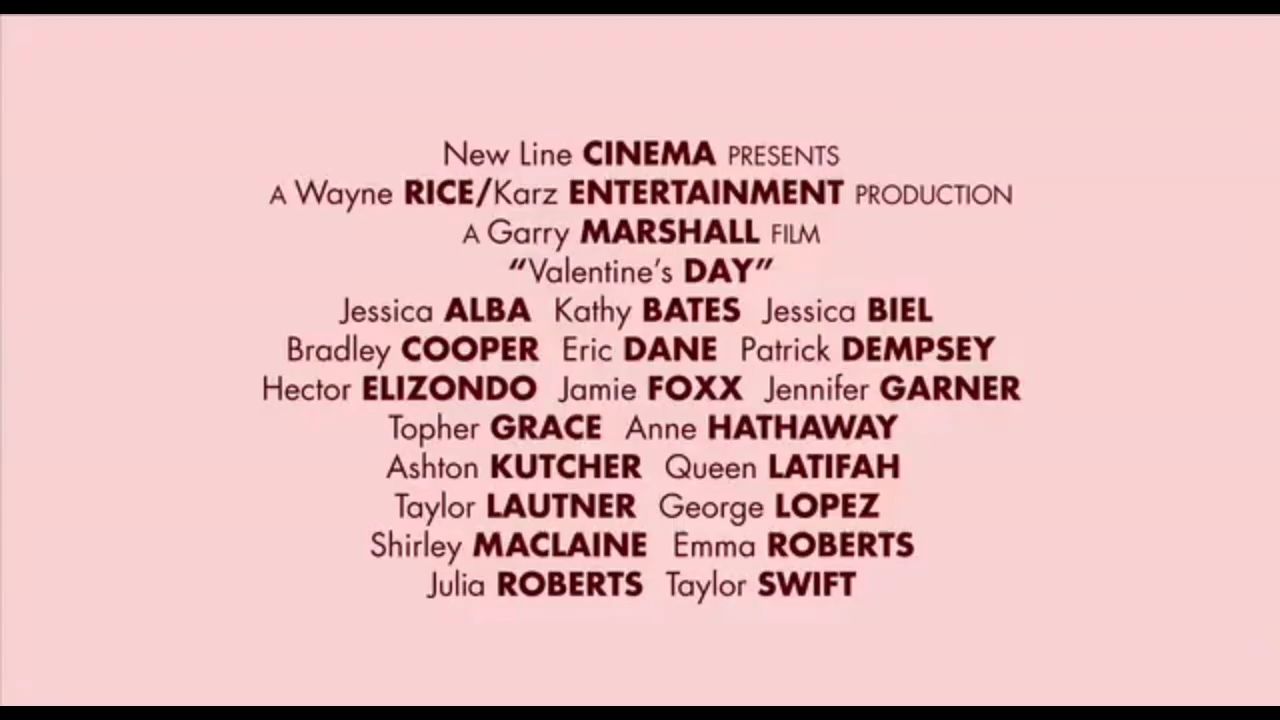 New Line CINEMA PRESENTS
A Wayne RICE/Karz ENTERTAINMENT PRODUCTION
A Garry MARSHALL FILM
“Valentine’s DAY”
Jessica ALBA Kathy BATES Jessica BIEL
Bradley COOPER Eric DANE Patrick DEMPSEY
Hector ELIZONDO Jamie FOXX Jennifer GARNER
Topher GRACE Anne HATHAWAY
Ashton KUTCHER Queen LATIFAH
Taylor LAUTNER George LOPEZ
Shirley MACLAINE Emma ROBERTS
Julia ROBERTS Taylor SWIFT